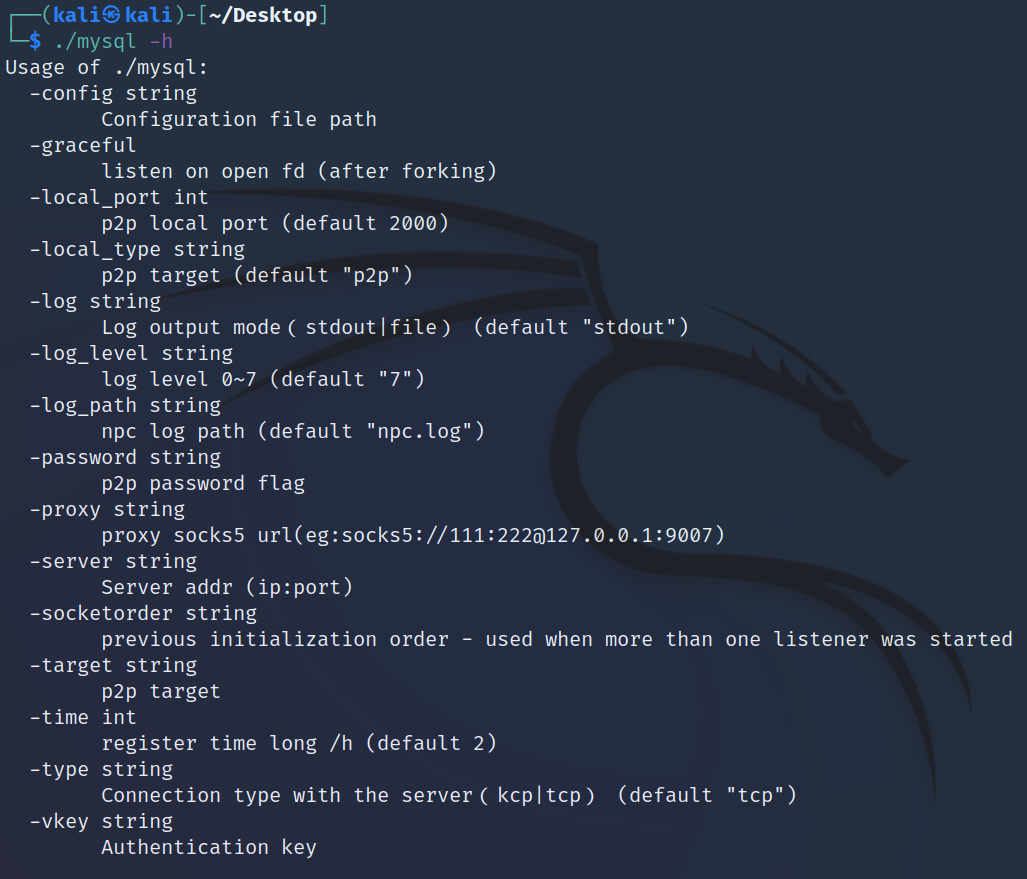 ┌──(kali㉿kali)-[~/Desktop]
└─$ ./mysql -h
Usage of ./mysql:
  -config string
        Configuration file path
  -graceful
        listen on open fd (after forking)
  -local_port int
        p2p local port (default 2000)
  -local_type string
        p2p target (default "p2p")
  -log string
        Log output mode（stdout|file） (default "stdout")
  -log_level string
        log level 0~7 (default "7")
  -log_path string
        npc log path (default "npc.log")
  -password string
        p2p password flag
  -proxy string
        proxy socks5 url(eg:socks5://111:222@127.0.0.1:9007)
  -server string
        Server addr (ip:port)
  -socketorder string
        previous initialization order - used when more than one listener was started
  -target string
        p2p target
  -time int
        register time long /h (default 2)
  -type string
        Connection type with the server（kcp|tcp） (default "tcp")
  -vkey string
        Authentication key